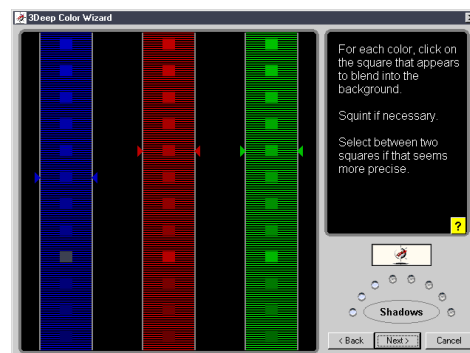 3Deep Color Wizard
For each color, click on
the square that appears
to blend into the
background.
Squint if necessary.
Select between two
squares if that seems
more precise.
?
Shadows
< Back
Next >
Cancel